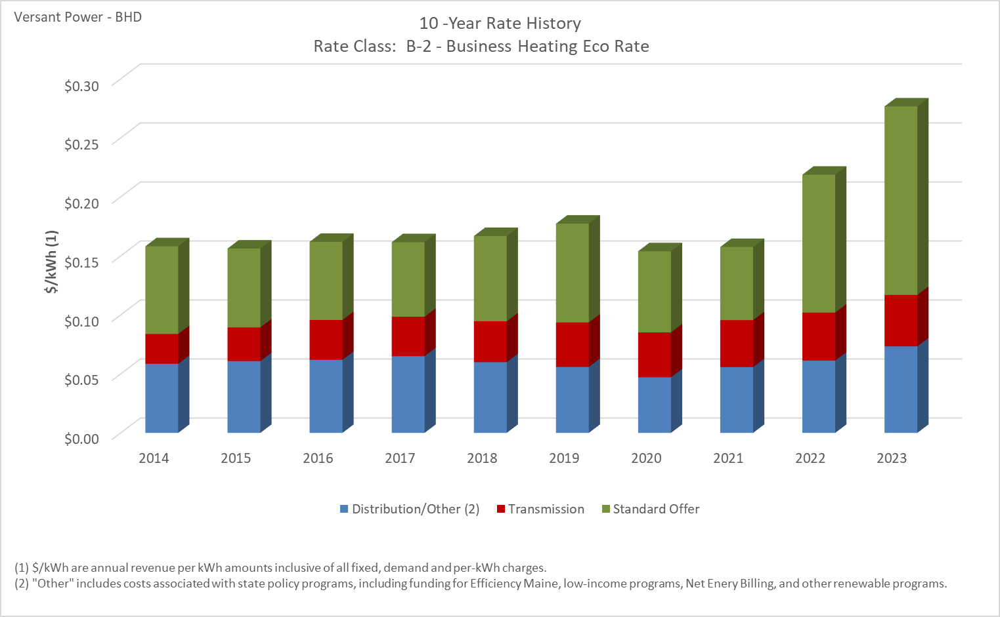 Versant Power - BHD
10 -Year Rate History
Rate Class:  B-2 - Business Heating Eco Rate
$0.30
$0.25
$0.20
$0.15
$0.10
$0.05
$0.00
$/kWh (1)
2014 2015 2016 2017 2018 2019 2020 2021 2022 2023
Distribution/Other (2) Transmission Standard Offer
(1) $/kWh are annual revenue per kWh amounts inclusive of all fixed, demand and per-kWh charges.
(2) "Other" includes costs associated with state policy programs, including funding for Efficiency Maine, low-income programs, Net Enery Billing, and other renewable programs.